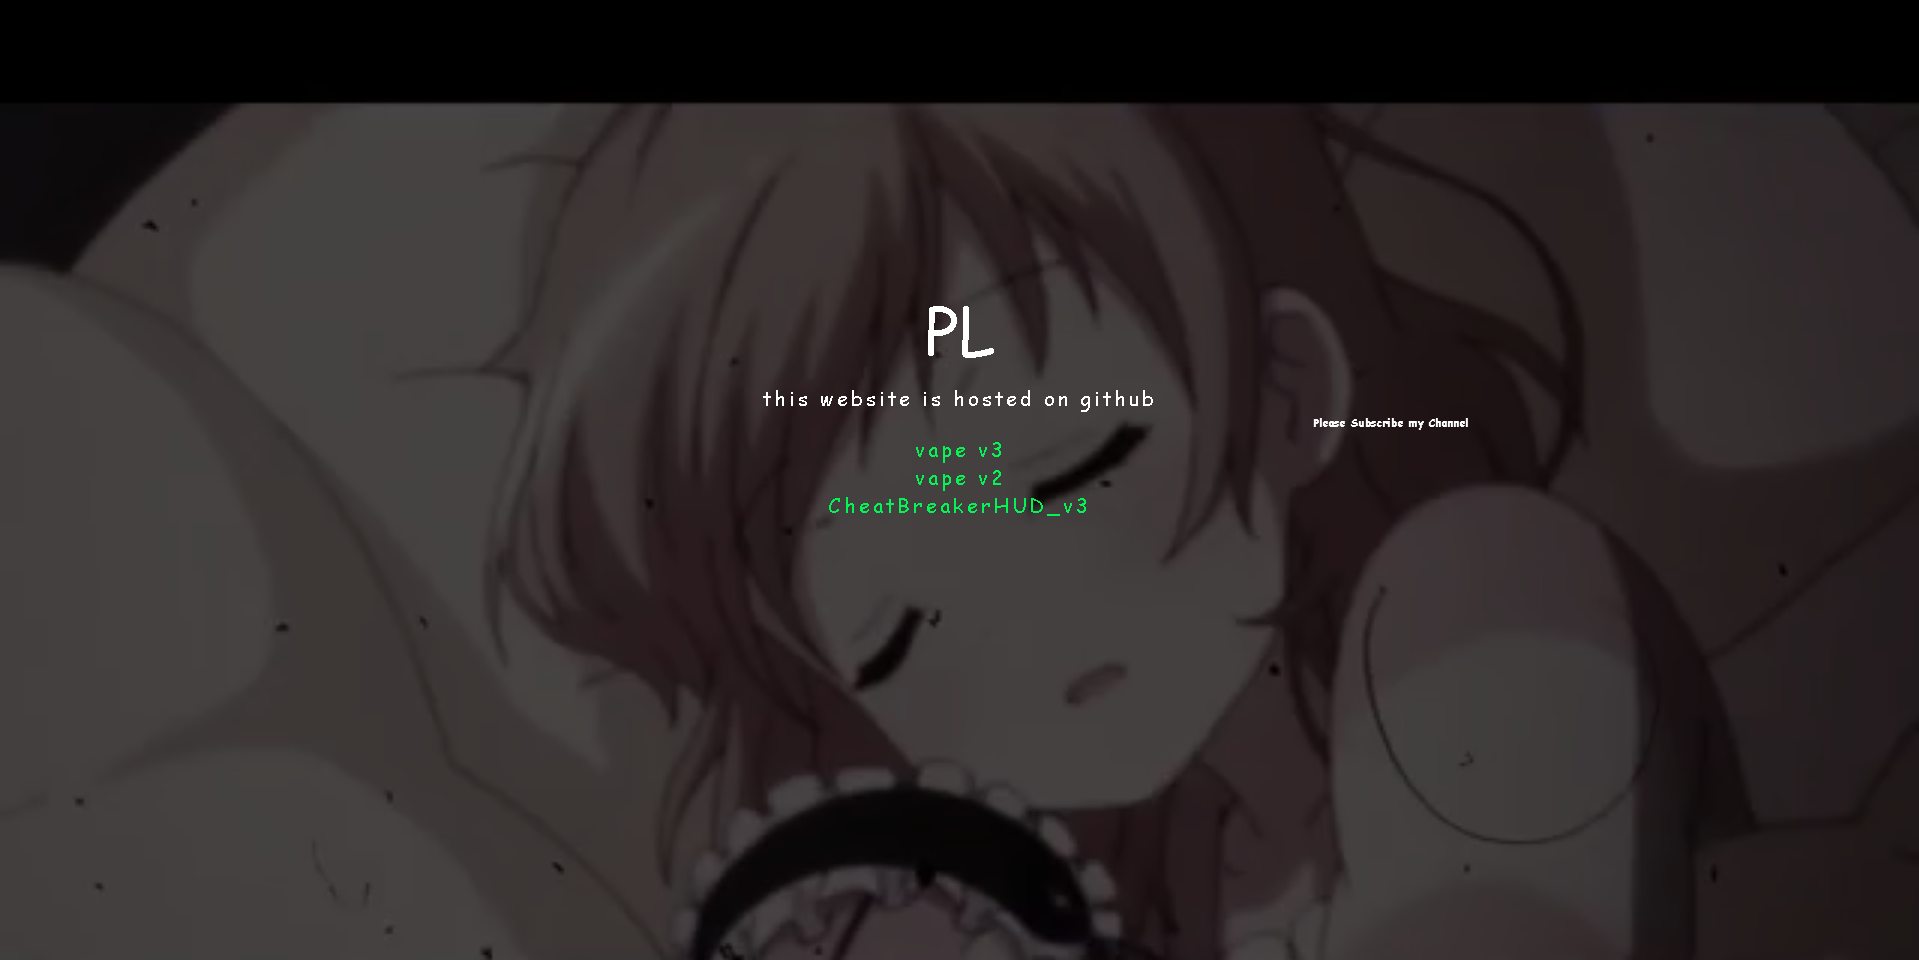 PL
this website is hosted on github
Please Subscribe my Channel
vape v3
vape v2
CheatBreakerHUD_v3